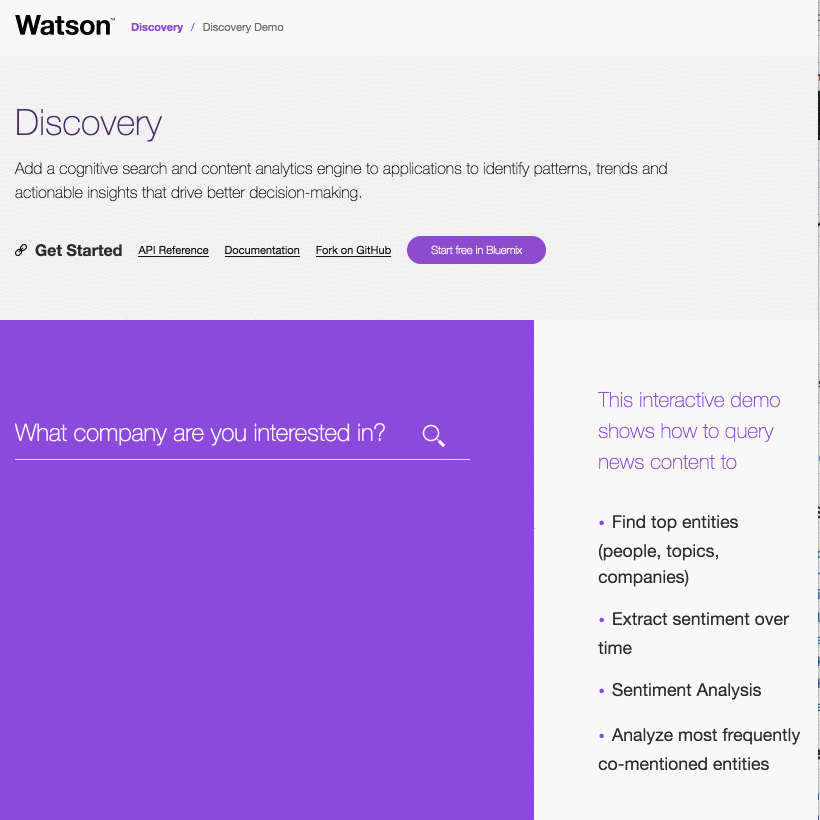 Watson™ Discovery / Discovery Demo
Discovery
Add a cognitive search and content analytics engine to applications to identify patterns, trends and
actionable insights that drive better decision-making.
Get Started API Reference Documentation Fork on GitHub Start free in Bluemix
What company are you interested in?
This interactive demo
shows how to query
news content to
• Find top entities
(people, topics,
companies)
• Extract sentiment over
time
• Sentiment Analysis
• Analyze most frequently
co-mentioned entities